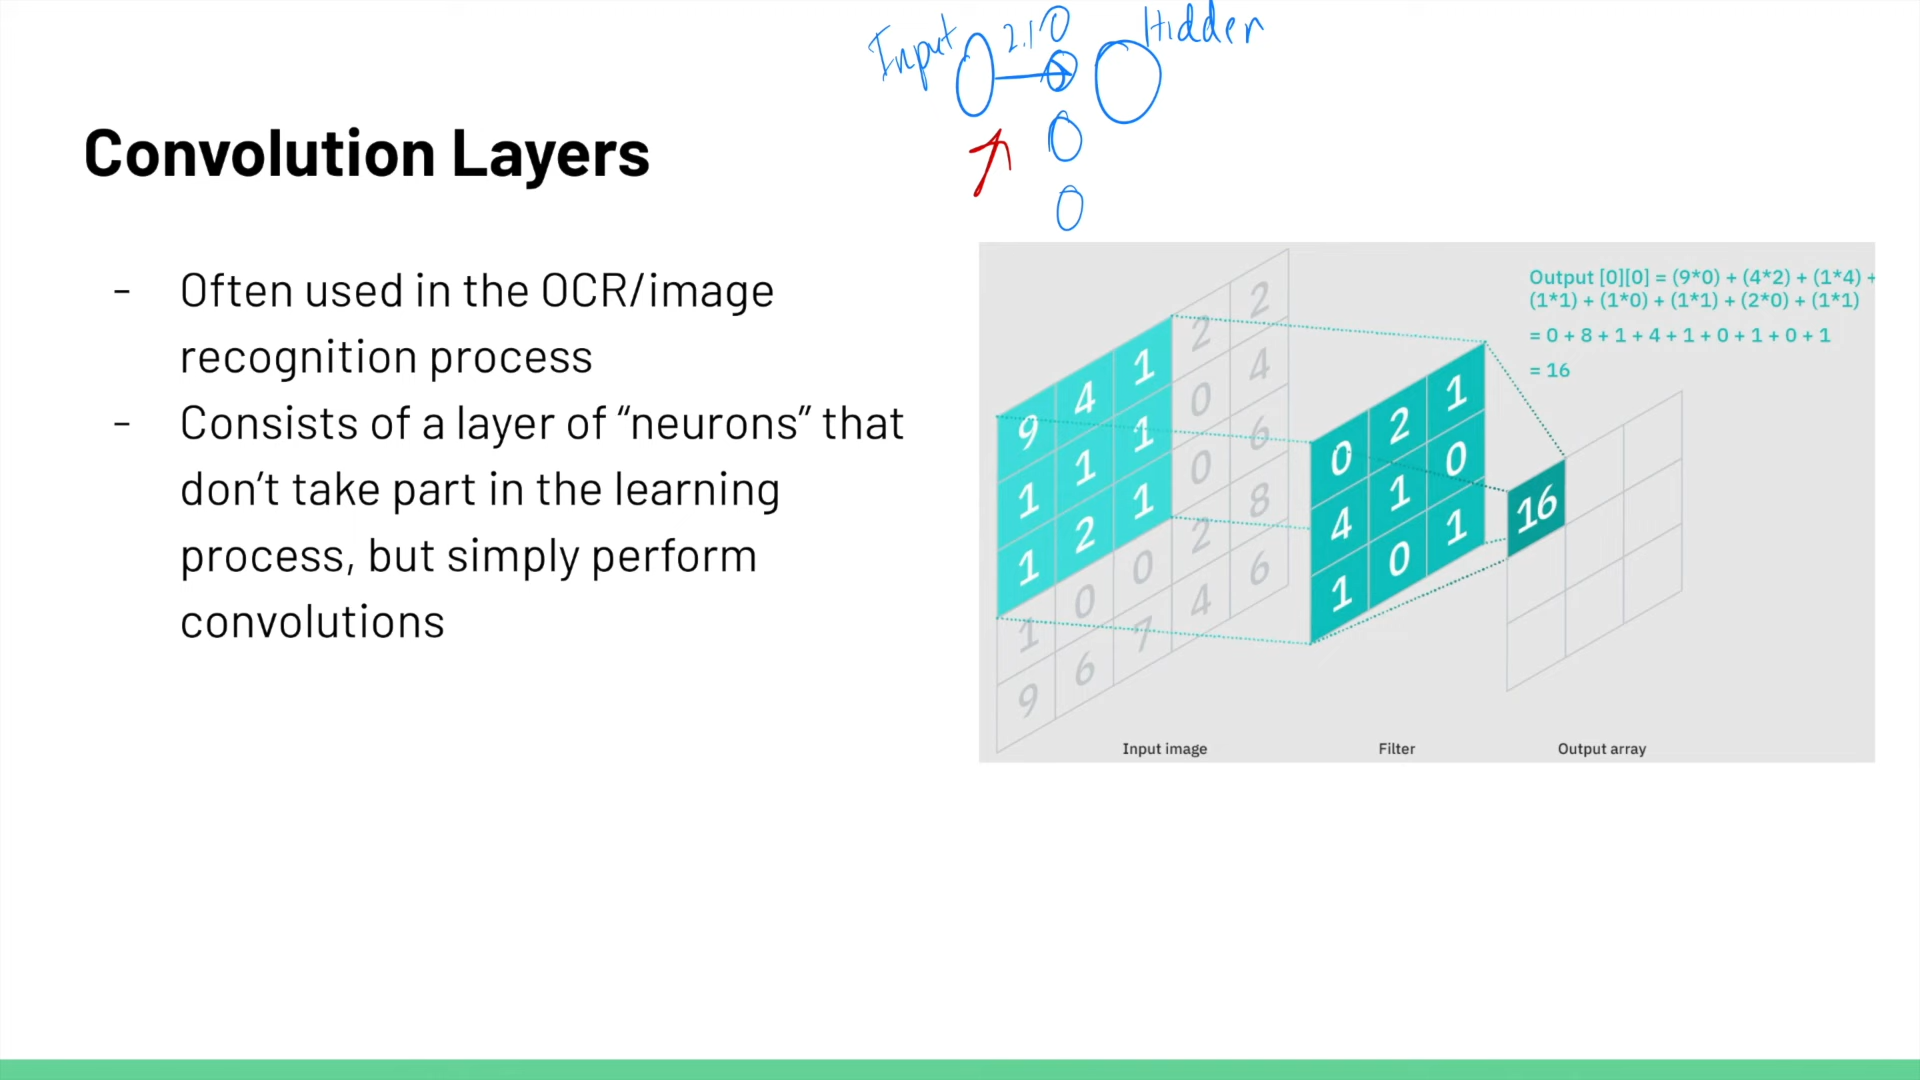 Input 2.1 Hidden
Convolution Layers
- Often used in the OCR/image
recognition process
- Consists of a layer of “neurons” that
don’t take part in the learning
process, but simply perform
convolutions
Output [0][0] = (9*0) + (4*2) + (1*4) +
(1*1) + (1*0) + (1*1) + (2*0) + (1*1)
= 0 + 8 + 1 + 4 + 1 + 0 + 1 + 0 + 1
= 16
9 4 1 2 2
1 1 1 0 4
1 2 1 0 6
1 0 0 2 8
9 6 7 4 6
0 2 1
4 1 0
1 0 1
16
Input image
Filter
Output array